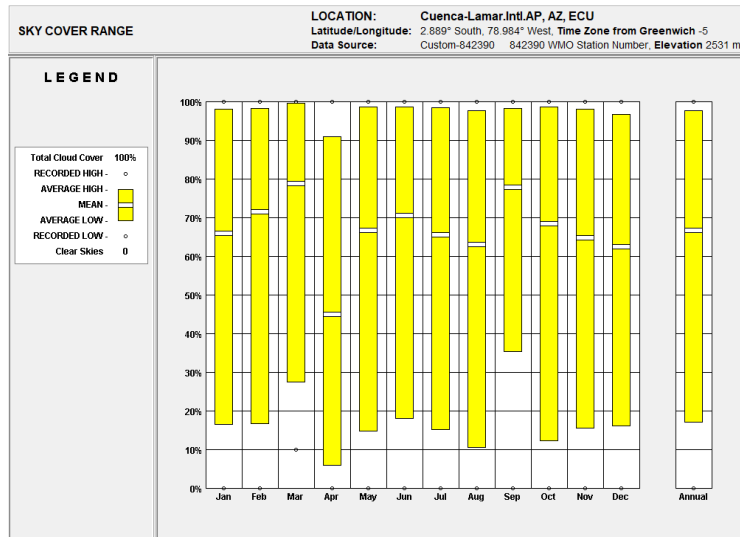 SKY COVER RANGE
LOCATION: Cuenca-Lamar.Intl.AP, AZ, ECU
Latitude/Longitude: 2.889° South, 78.984° West, Time Zone from Greenwich -5
Data Source: Custom-842390 842390 WMO Station Number, Elevation 2531 m
LEGEND
Total Cloud Cover 100%
RECORDED HIGH -
AVERAGE HIGH -
MEAN -
AVERAGE LOW -
RECORDED LOW -
Clear Skies 0
100%
90%
80%
70%
60%
50%
40%
30%
20%
10%
0%
Jan Feb Mar Apr May Jun Jul Aug Sep Oct Nov Dec Annual